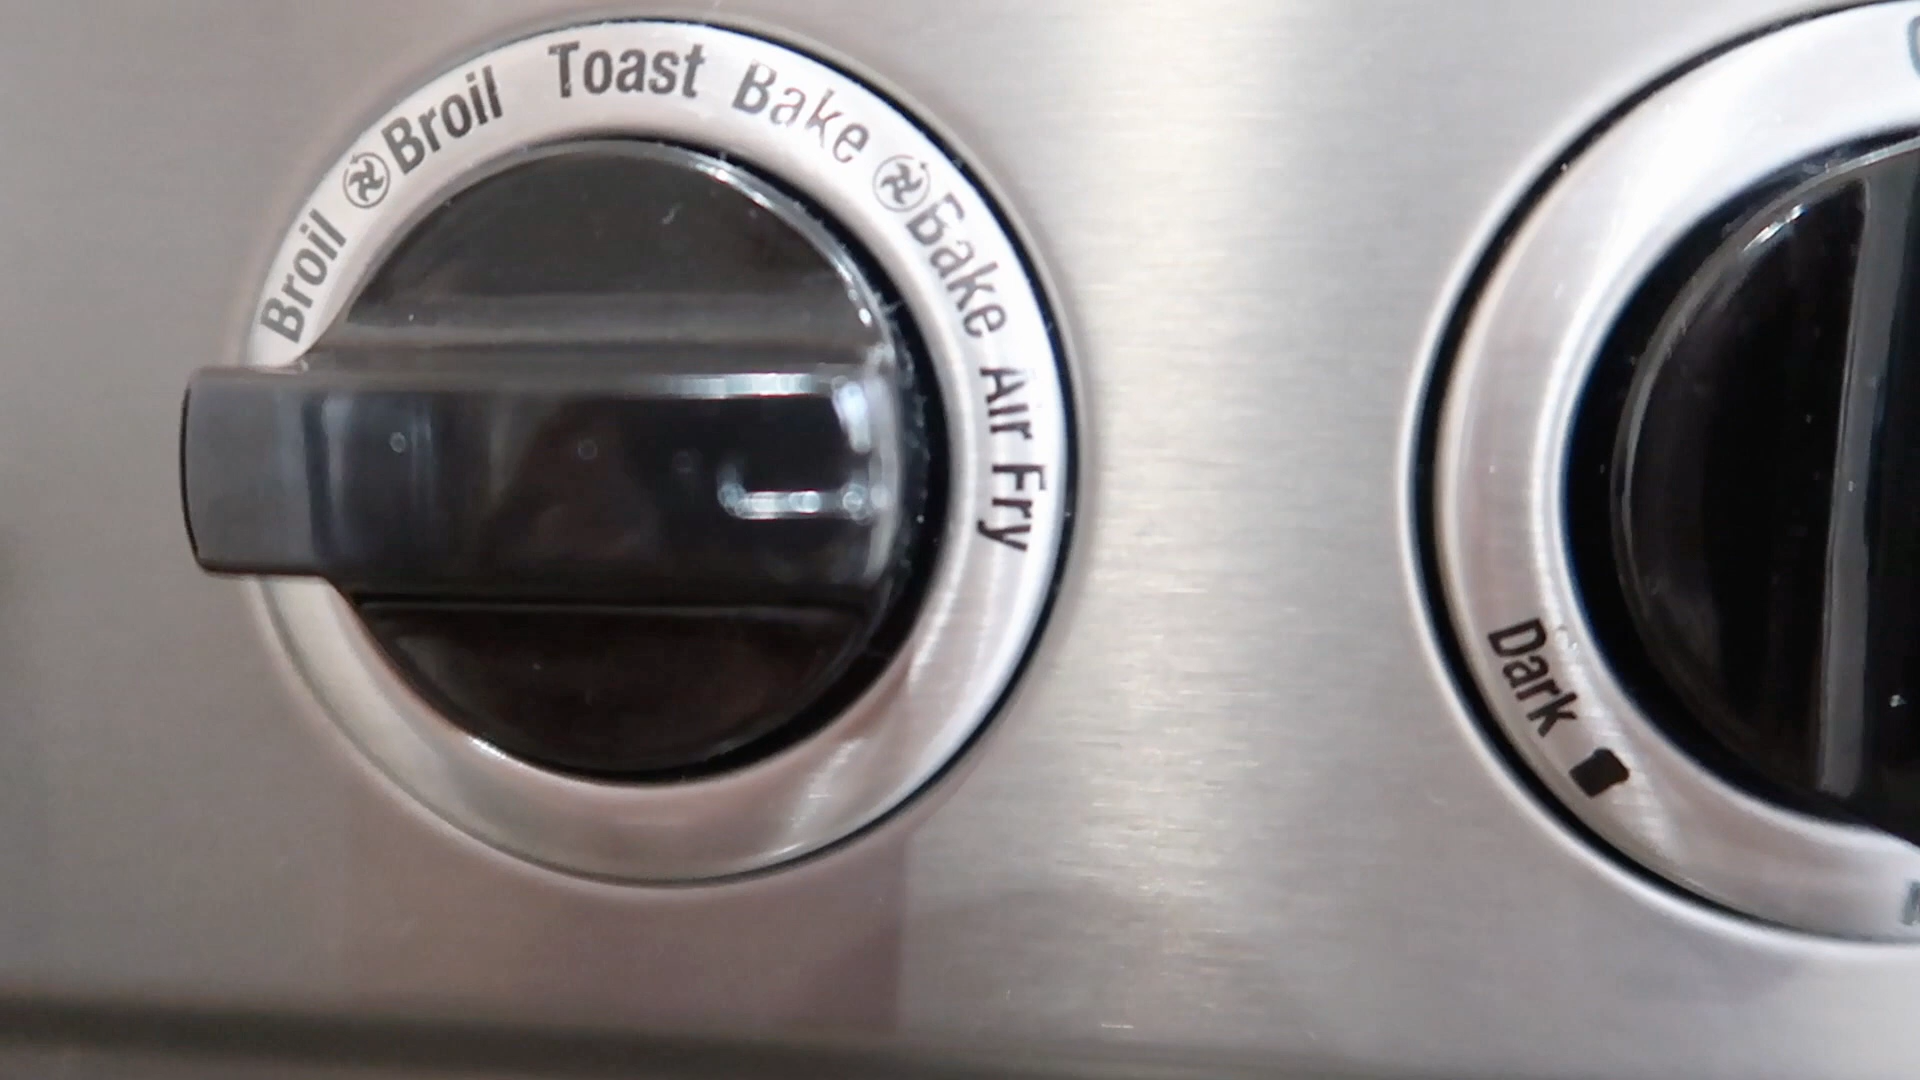 Broil
Broil
Toast
Bake
Bake
Air Fry
Dark